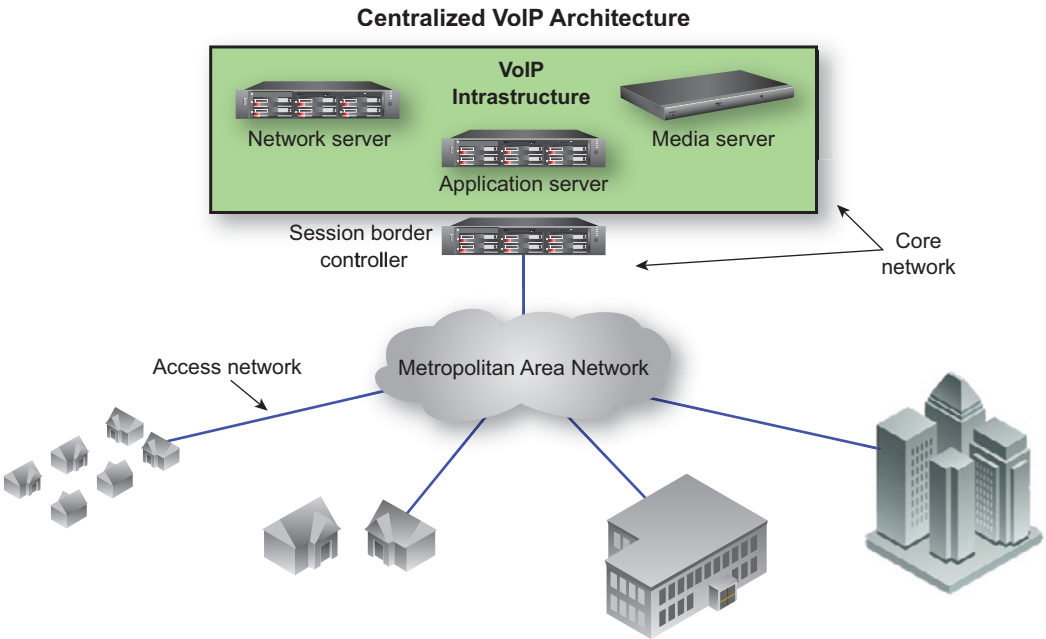 Centralized VoIP Architecture
VoIP
Intrastructure
Network server
Media server
Application server
Session border
controller
Core
network
Access network
Metropolitan Area Network